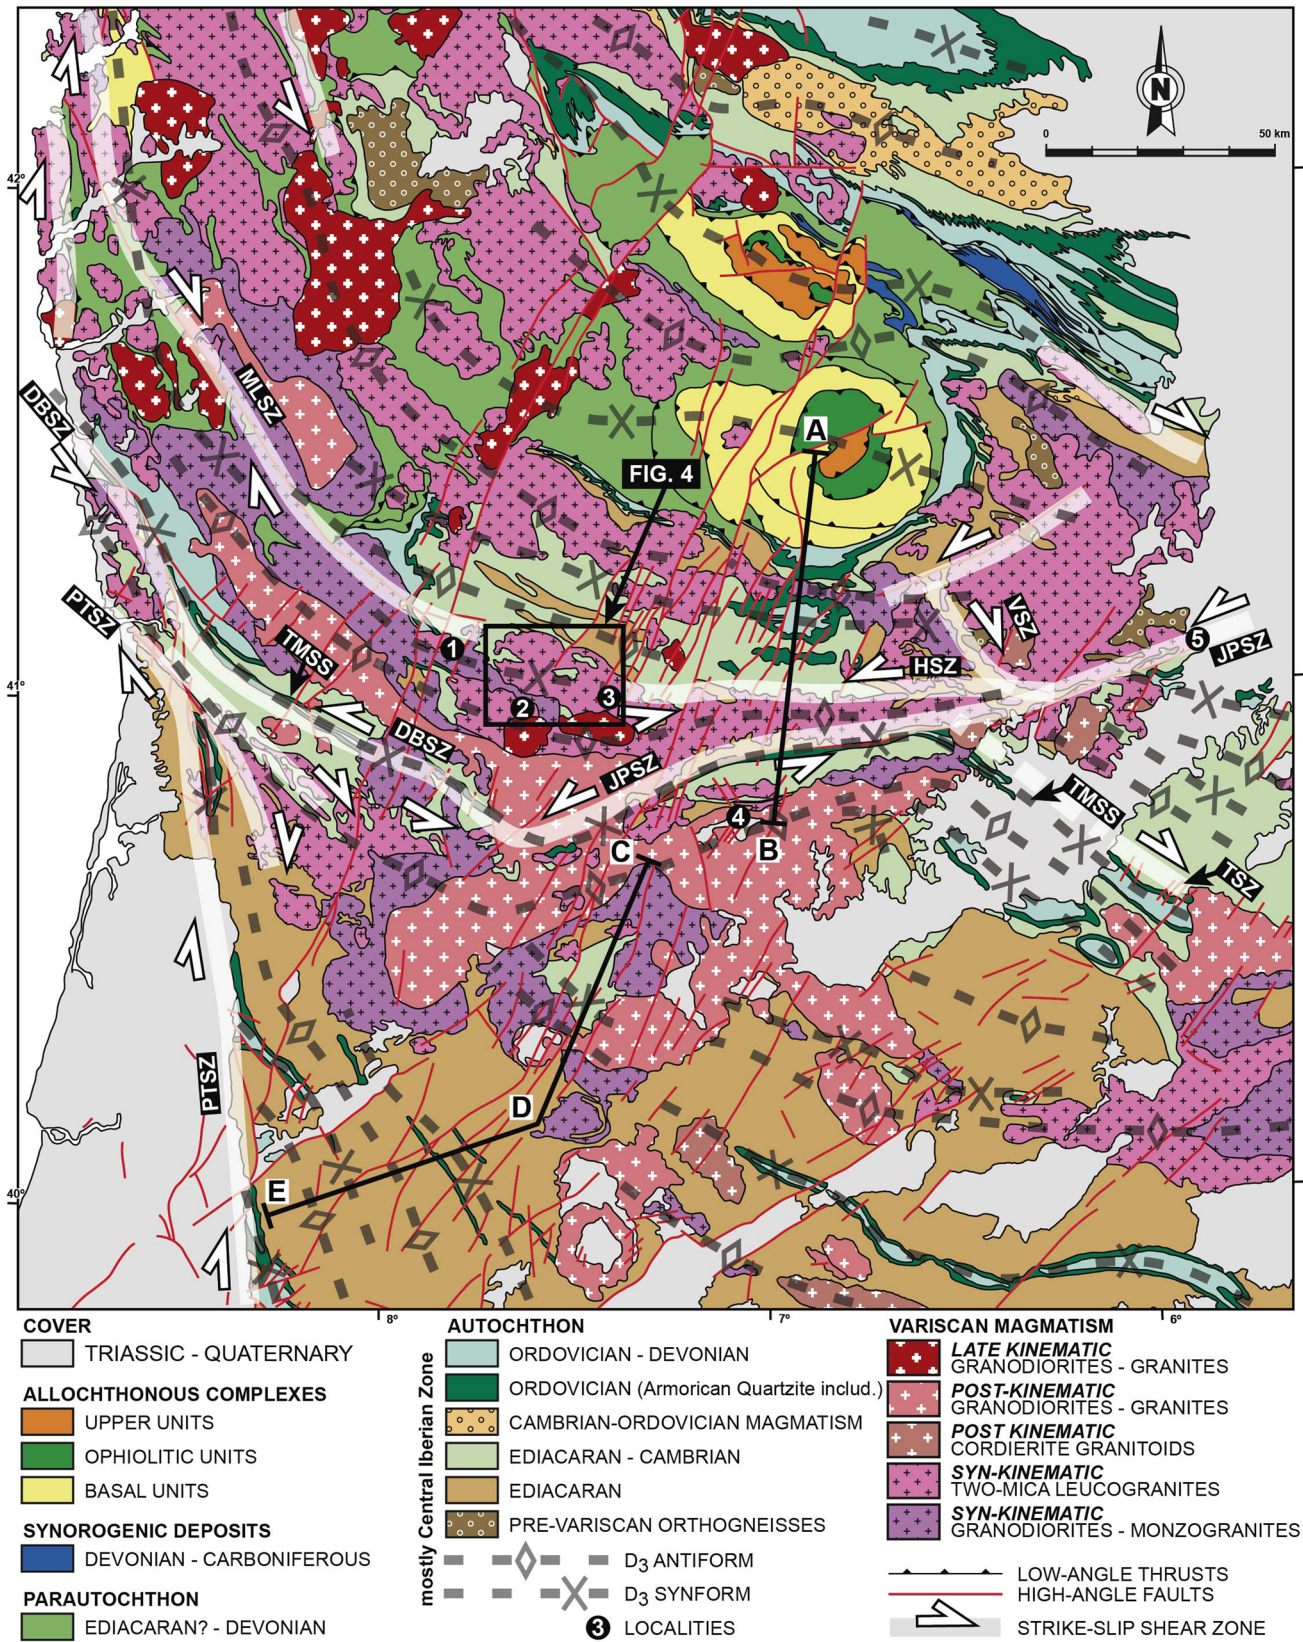 N
0 50 km
42°
41°
40°
8°
7°
6°
DBSZ
MLSZ
FIG. 4
A
PTSZ
TMSS
1
2
3
HSZ
VSZ
5
JPSZ
DBSZ
JPSZ
4
B
C
TMSS
TSZ
PTSZ
D
E
COVER
TRIASSIC - QUATERNARY
ALLOCHTHONOUS COMPLEXES
UPPER UNITS
OPHIOLITIC UNITS
BASAL UNITS
SYNOROGENIC DEPOSITS
DEVONIAN - CARBONIFEROUS
PARAUTOCHTHON
EDIACARAN? - DEVONIAN
mostly Central Iberian Zone
AUTOCHTHON
ORDOVICIAN - DEVONIAN
ORDOVICIAN (Armorican Quartzite includ.)
CAMBRIAN-ORDOVICIAN MAGMATISM
EDIACARAN - CAMBRIAN
EDIACARAN
PRE-VARISCAN ORTHOGNEISSES
D3 ANTIFORM
D3 SYNFORM
3 LOCALITIES
VARISCAN MAGMATISM
LATE KINEMATIC
GRANODIORITES - GRANITES
POST-KINEMATIC
GRANODIORITES - GRANITES
POST KINEMATIC
CORDIERITE GRANITOIDS
SYN-KINEMATIC
TWO-MICA LEUCOGRANITES
SYN-KINEMATIC
GRANODIORITES - MONZOGRANITES
LOW-ANGLE THRUSTS
HIGH-ANGLE FAULTS
STRIKE-SLIP SHEAR ZONE